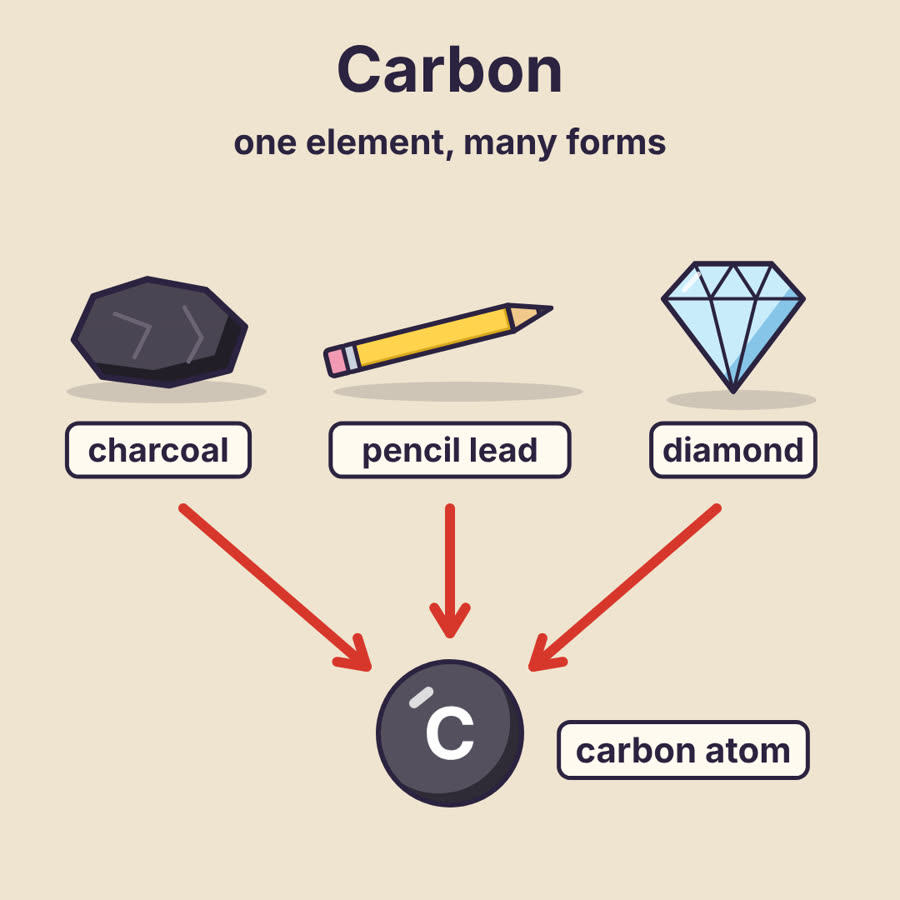 Carbon
one element, many forms
charcoal
pencil lead
diamond
C
carbon atom